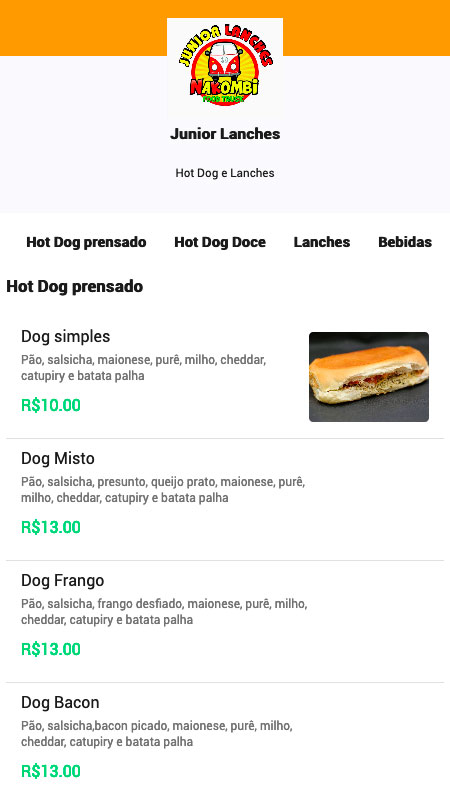 JUNIOR LANCHES
NAKOMBI
Junior Lanches
Hot Dog e Lanches
Hot Dog prensado Hot Dog Doce Lanches Bebidas
Hot Dog prensado
Dog simples
Pão, salsicha, maionese, purê, milho, cheddar,
catupiry e batata palha
R$10.00
Dog Misto
Pão, salsicha, presunto, queijo prato, maionese, purê,
milho, cheddar, catupiry e batata palha
R$13.00
Dog Frango
Pão, salsicha, frango desfiado, maionese, purê, milho,
cheddar, catupiry e batata palha
R$13.00
Dog Bacon
Pão, salsicha,bacon picado, maionese, purê, milho,
cheddar, catupiry e batata palha
R$13.00